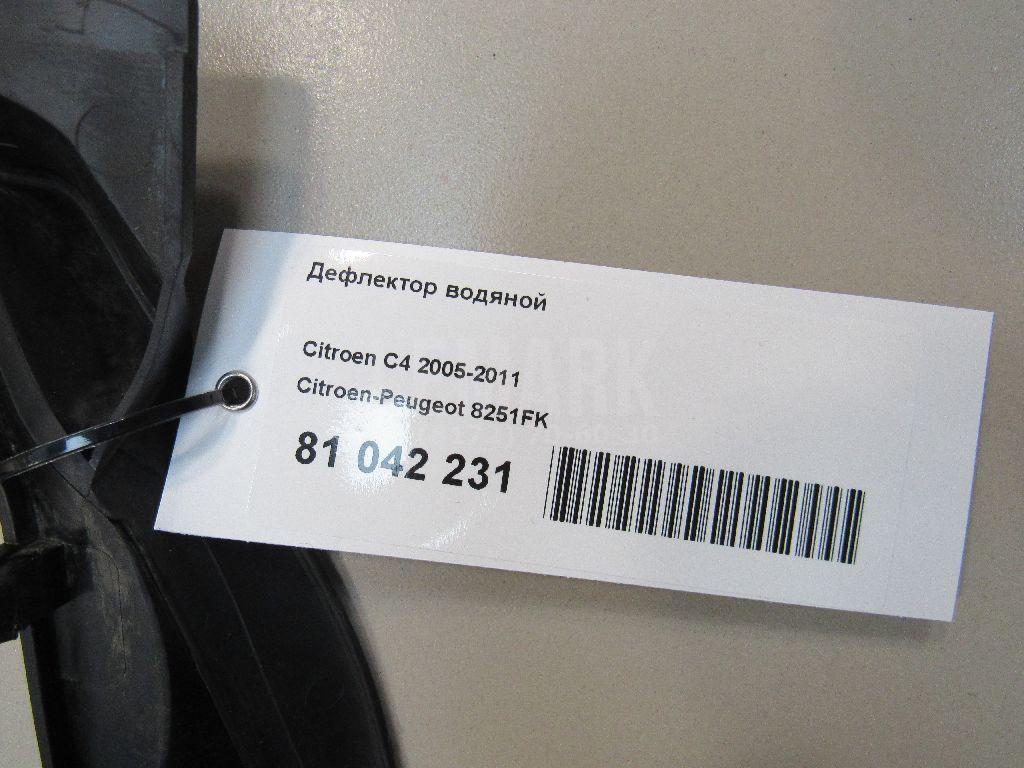 Дефлектор водяной
Citroen C4 2005-2011
Citroen-Peugeot 8251FK
81 042 231